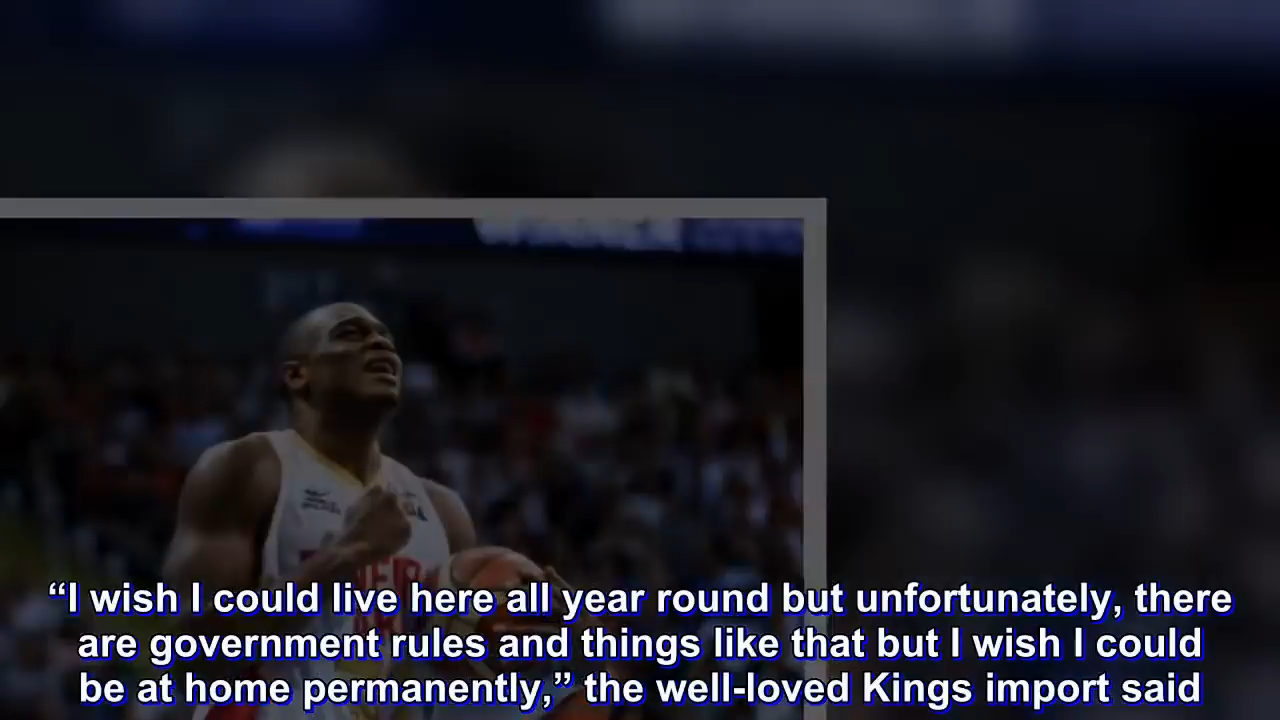 “I wish I could live here all year round but unfortunately, there
are government rules and things like that but I wish I could
be at home permanently,” the well-loved Kings import said